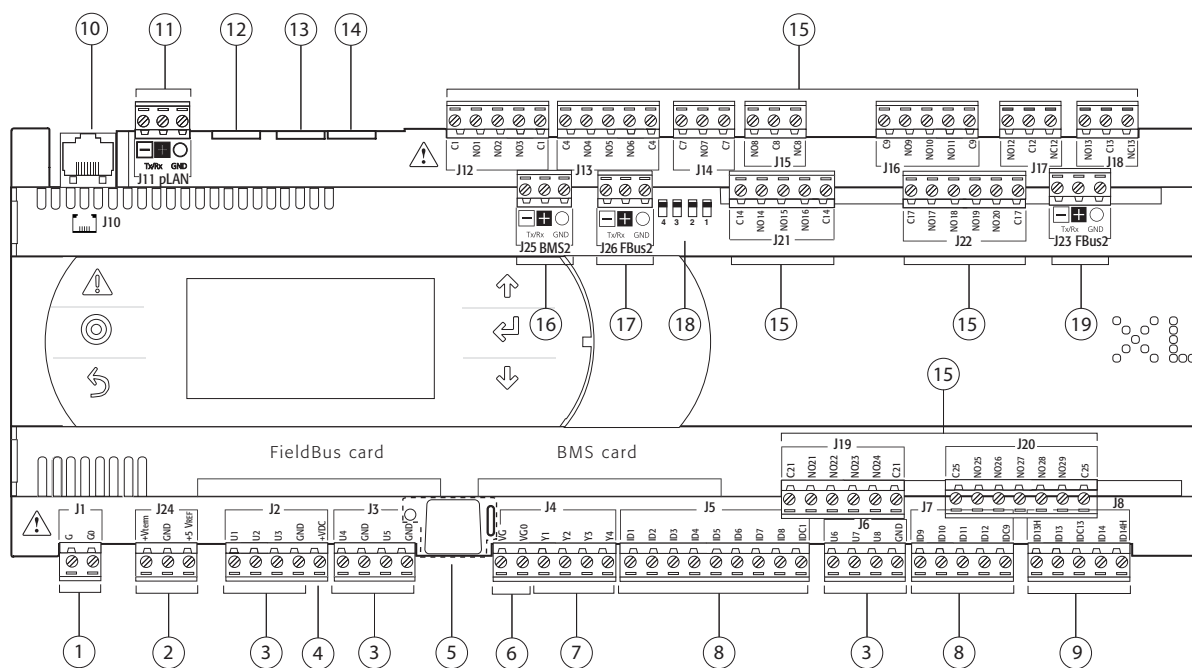 10 11 12 13 14 15
C1 NO1 NO2 NO3 C1 C4 NO4 NO5 NO6 C4 C7 NO7 C7 NO8 C8 NC8 C9 NO9 NO10 NO11 C9 NO12 C12 NC12 NO13 C13 NC13
Tx/Rx GND
J11 pLAN J12 J13 J14 J15 J16 J17 J18
J10
4 3 2 1
C14 NO14 NO15 NO16 C14 C17 NO17 NO18 NO19 NO20 C17
Tx/Rx GND Tx/Rx GND Tx/Rx GND
J25 BMS2 J26 FBus2 J21 J22 J23 FBus2
16 17 18 15 15 19
XL
15
FieldBus card BMS card
J19 J20
C21 NO21 NO22 NO23 NO24 C21 C25 NO25 NO26 NO27 NO28 NO29 C25
J1 J24 J2 J3 J4 J5 J6 J7 J8
G G0 +Vterm GND +5 VREF U1 U2 U3 GND +VDC U4 GND U5 GND VG VG0 Y1 Y2 Y3 Y4 ID1 ID2 ID3 ID4 ID5 ID6 ID7 ID8 IDC1 U6 U7 U8 GND ID9 ID10 ID11 ID12 IDC9 ID13H ID13 IDC13 ID14 ID14H
1 2 3 4 3 5 6 7 8 3 8 9